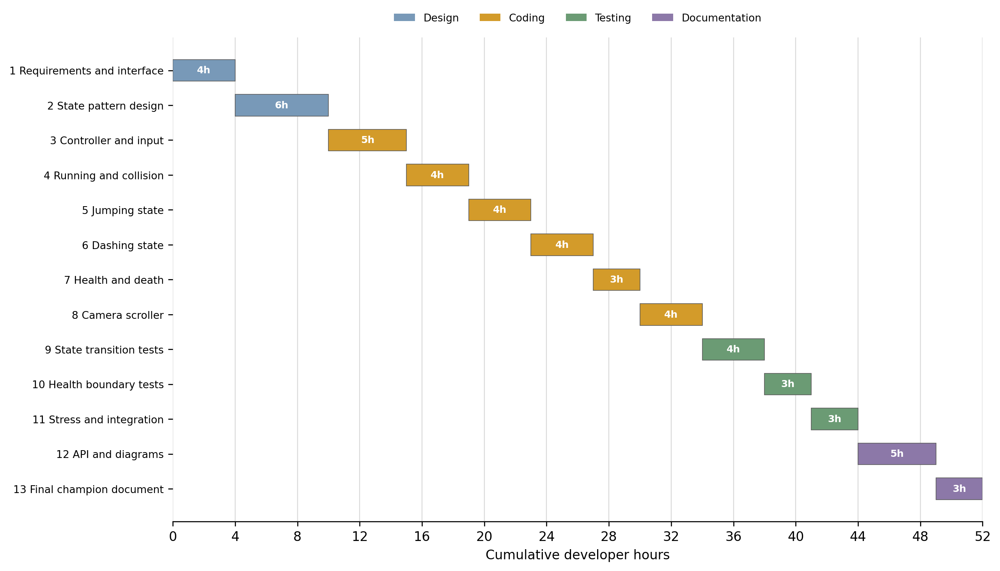 Design Coding Testing Documentation
1 Requirements and interface 4h
2 State pattern design 6h
3 Controller and input 5h
4 Running and collision 4h
5 Jumping state 4h
6 Dashing state 4h
7 Health and death 3h
8 Camera scroller 4h
9 State transition tests 4h
10 Health boundary tests 3h
11 Stress and integration 3h
12 API and diagrams 5h
13 Final champion document 3h
0 4 8 12 16 20 24 28 32 36 40 44 48 52
Cumulative developer hours